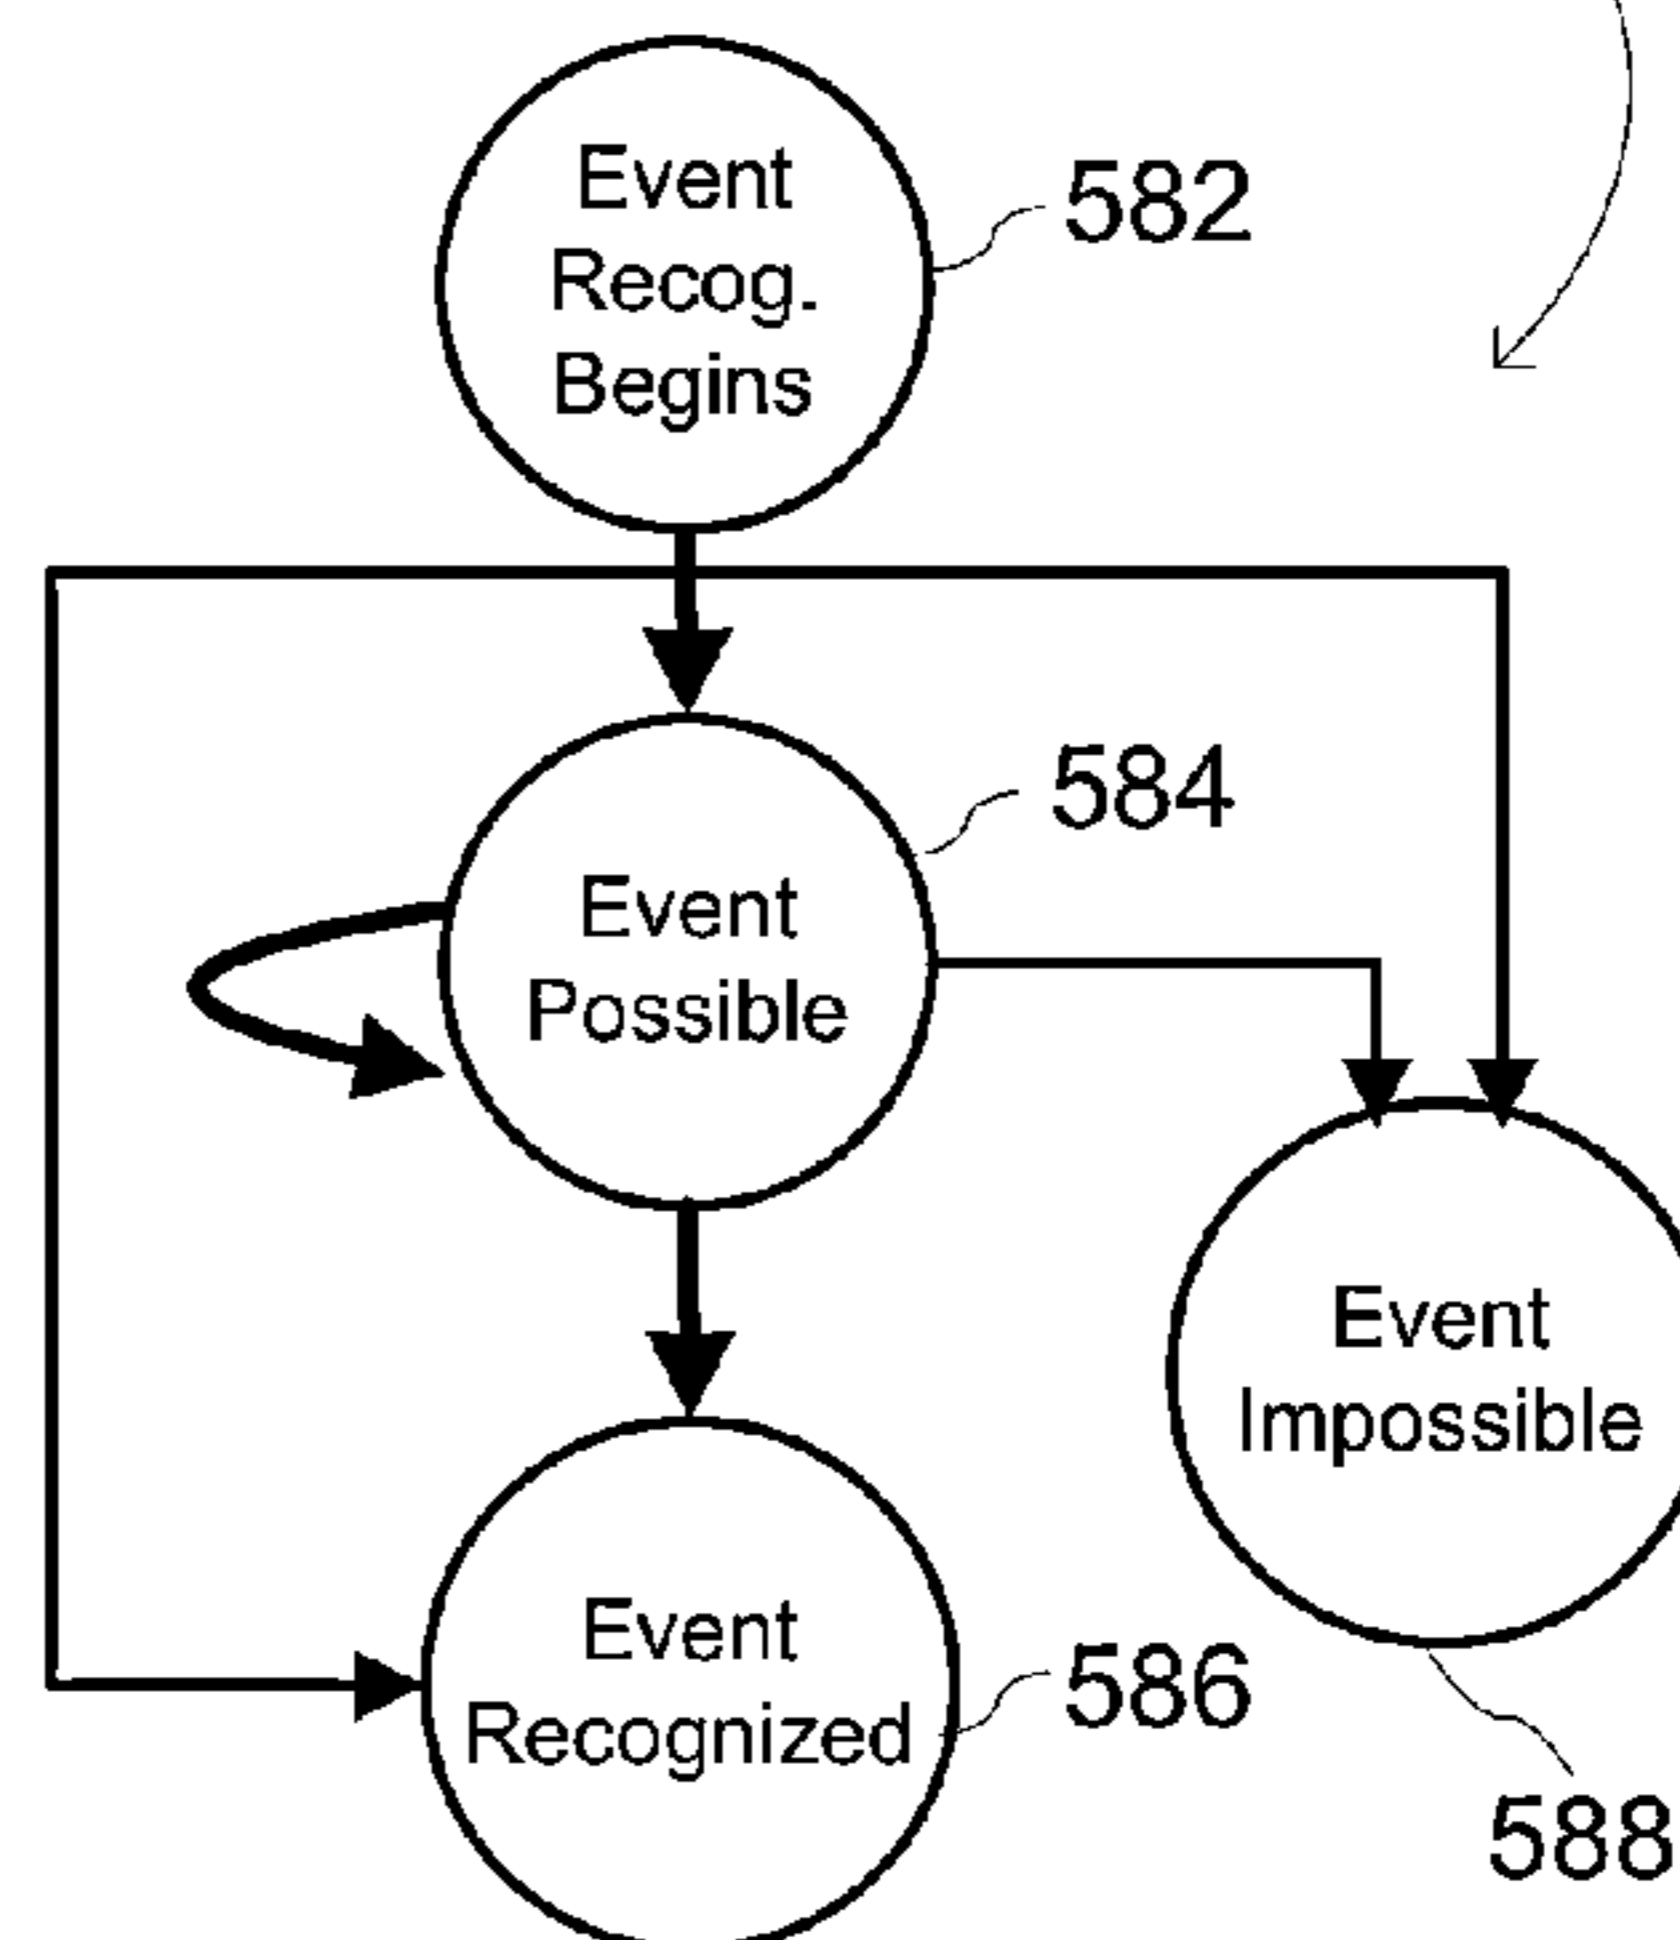 Event
Recog.
Begins
582
584
Event
Possible
Event
Impossible
Event
Recognized
586
588